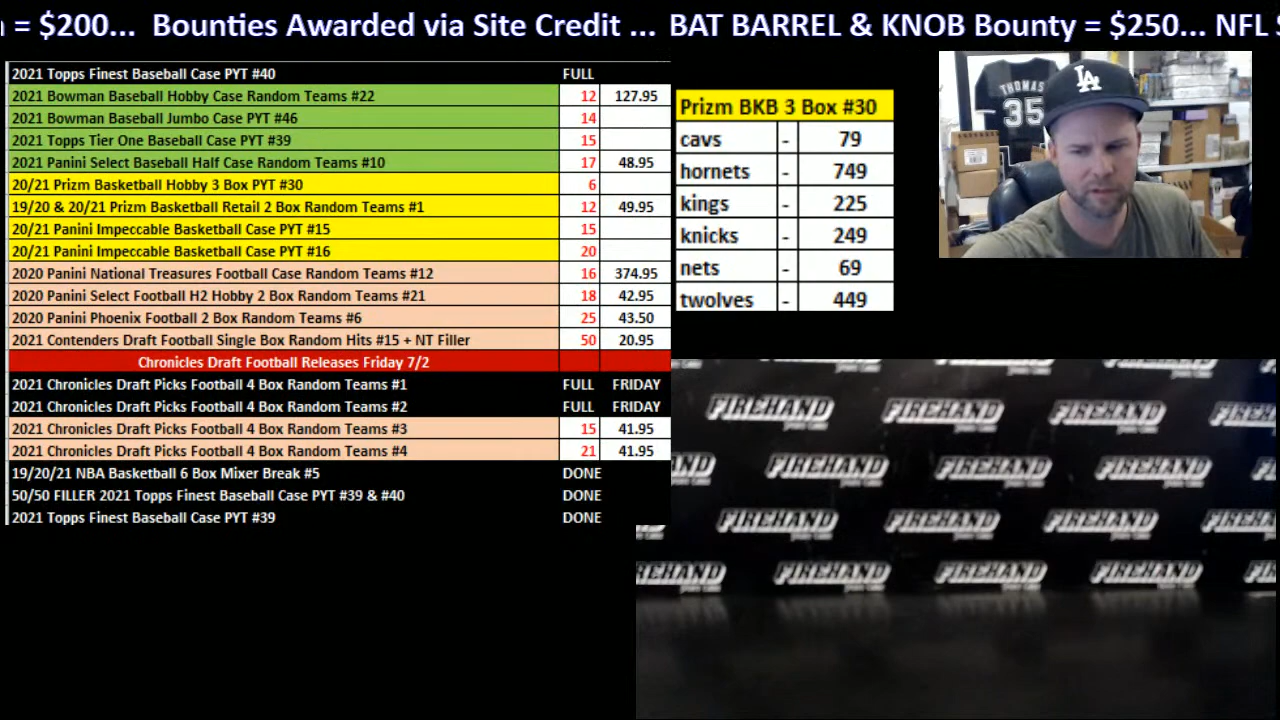 = $200... Bounties Awarded via Site Credit ... BAT BARREL & KNOB Bounty = $250... NFL
2021 Topps Finest Baseball Case PYT #40 FULL
2021 Bowman Baseball Hobby Case Random Teams #22 12 127.95
2021 Bowman Baseball Jumbo Case PYT #46 14
2021 Topps Tier One Baseball Case PYT #39 15
2021 Panini Select Baseball Half Case Random Teams #10 17 48.95
20/21 Prizm Basketball Hobby 3 Box PYT #30 6
19/20 & 20/21 Prizm Basketball Retail 2 Box Random Teams #1 12 49.95
20/21 Panini Impeccable Basketball Case PYT #15 15
20/21 Panini Impeccable Basketball Case PYT #16 20
2020 Panini National Treasures Football Case Random Teams #12 16 374.95
2020 Panini Select Football H2 Hobby 2 Box Random Teams #21 18 42.95
2020 Panini Phoenix Football 2 Box Random Teams #6 25 43.50
2021 Contenders Draft Football Single Box Random Hits #15 + NT Filler 50 20.95
Chronicles Draft Football Releases Friday 7/2
2021 Chronicles Draft Picks Football 4 Box Random Teams #1 FULL FRIDAY
2021 Chronicles Draft Picks Football 4 Box Random Teams #2 FULL FRIDAY
2021 Chronicles Draft Picks Football 4 Box Random Teams #3 15 41.95
2021 Chronicles Draft Picks Football 4 Box Random Teams #4 21 41.95
19/20/21 NBA Basketball 6 Box Mixer Break #5 DONE
50/50 FILLER 2021 Topps Finest Baseball Case PYT #39 & #40 DONE
2021 Topps Finest Baseball Case PYT #39 DONE
Prizm BKB 3 Box #30
cavs - 79
hornets - 749
kings - 225
knicks - 249
nets - 69
twolves - 449
THOMAS
35
LA
FIREHAND FIREHAND FIREHAND
FIREHAND FIREHAND FIREHAND
FIREHAND FIREHAND FIREHAND
FIREHAND FIREHAND FIREHAND